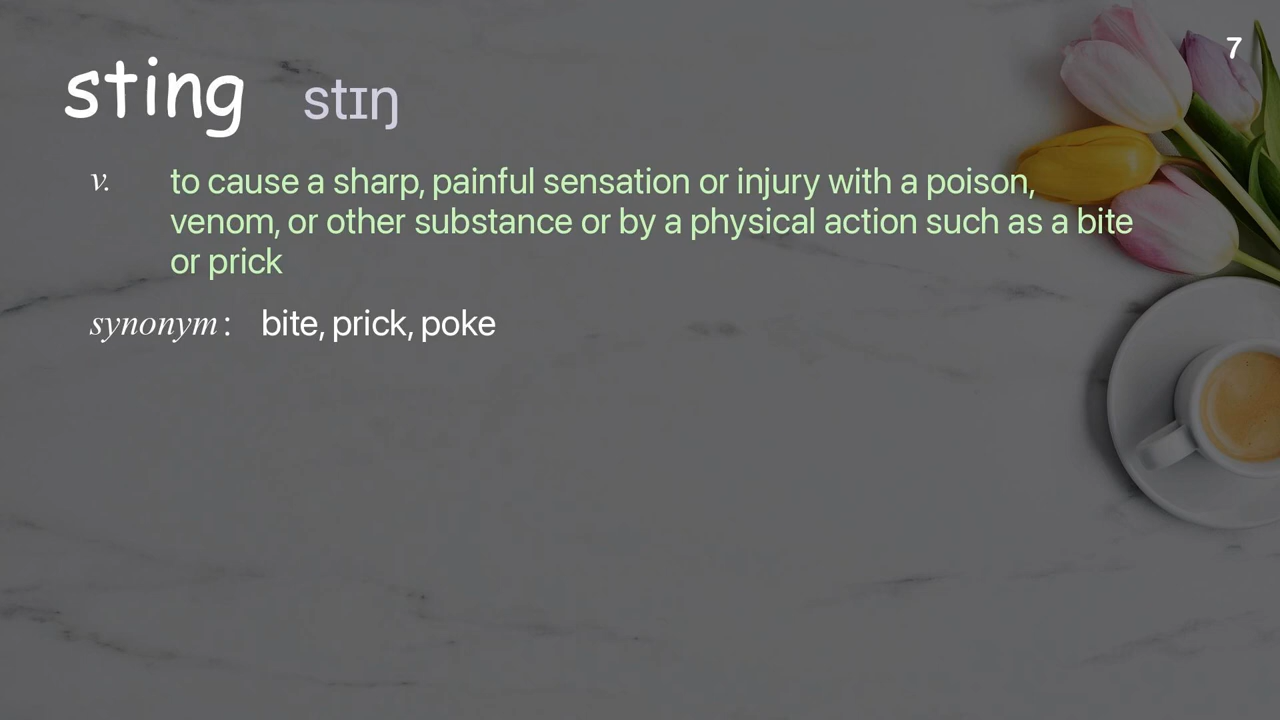 7
sting stɪŋ
v. to cause a sharp, painful sensation or injury with a poison,
venom, or other substance or by a physical action such as a bite
or prick
synonym : bite, prick, poke